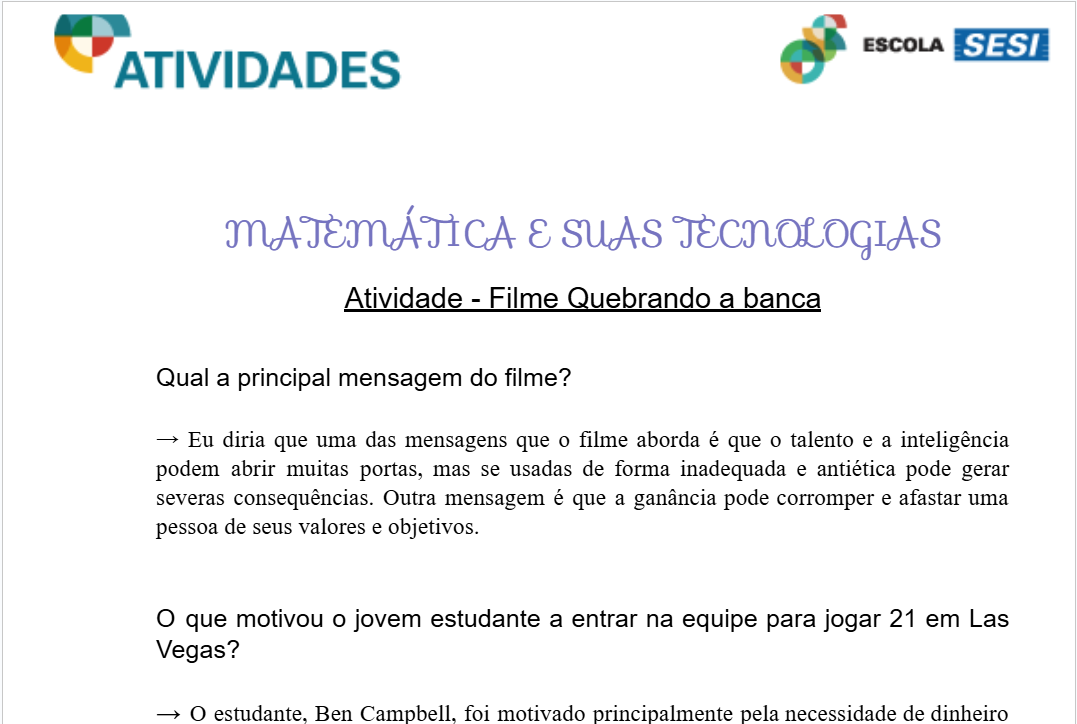 ATIVIDADES
ESCOLA SESI
MATEMÁTICA E SUAS TECNOLOGIAS
Atividade - Filme Quebrando a banca
Qual a principal mensagem do filme?
→ Eu diria que uma das mensagens que o filme aborda é que o talento e a inteligência
podem abrir muitas portas, mas se usadas de forma inadequada e antiética pode gerar
severas consequências. Outra mensagem é que a ganância pode corromper e afastar uma
pessoa de seus valores e objetivos.
O que motivou o jovem estudante a entrar na equipe para jogar 21 em Las
Vegas?
→ O estudante, Ben Campbell, foi motivado principalmente pela necessidade de dinheiro